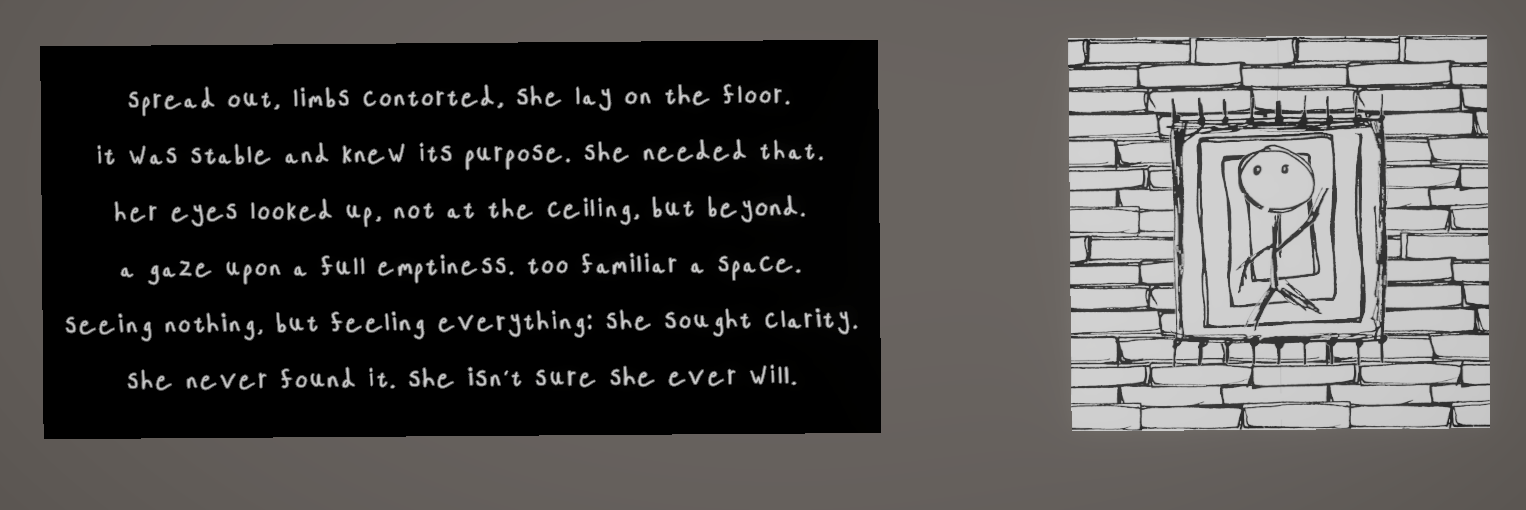 spread out, limbs contorted, she lay on the floor.
it was stable and knew its purpose. she needed that.
her eyes looked up, not at the ceiling, but beyond.
a gaze upon a full emptiness. too familiar a space.
seeing nothing, but feeling everything: she sought clarity.
she never found it. she isn't sure she ever will.